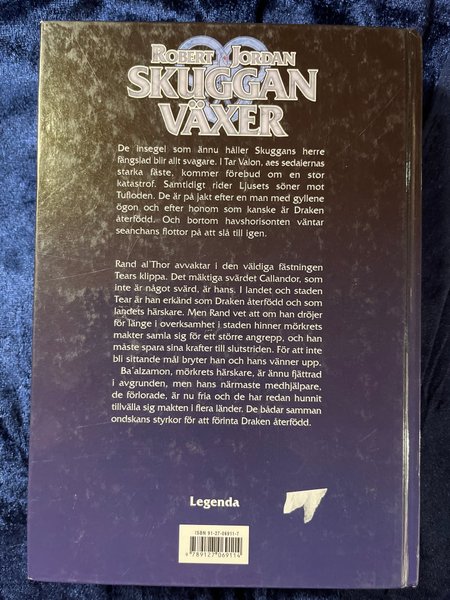 ROBERT JORDAN
SKUGGAN
VÄXER
De insegel som ännu håller Skuggans herre
fängslad blir allt svagare. I Tar Valon, aes sedaiernas
starka fäste, kommer förebud om en stor
katastrof. Samtidigt rider Ljusets söner mot
Tufloden. De är på jakt efter en man med gyllene
ögon och efter honom som kanske är Draken
återfödd. Och bortom havshorisonten väntar
seanchans flottor på att slå till igen.
Rand al'Thor avvaktar i den väldiga fästningen
Tears klippa. Det mäktiga svärdet Callandor, som
inte är något svärd, är hans. I landet och staden
Tear är han erkänd som Draken återfödd och som
landets härskare. Men Rand vet att om han dröjer
för länge i overksamhet i staden hinner mörkrets
makter samla sig för ett större angrepp, och han
måste spara sina krafter till slutstriden. För att inte
bli sittande mål bryter han och hans vänner upp.
Ba'alzamon, mörkrets härskare, är ännu fjättrad
i avgrunden, men hans närmaste medhjälpare,
de förlorade, är nu fria och de har redan hunnit
tillvälla sig makten i flera länder. De bådar samman
ondskans styrkor för att förinta Draken återfödd.
Legenda
ISBN 91-27-06911-7
9 789127 069114